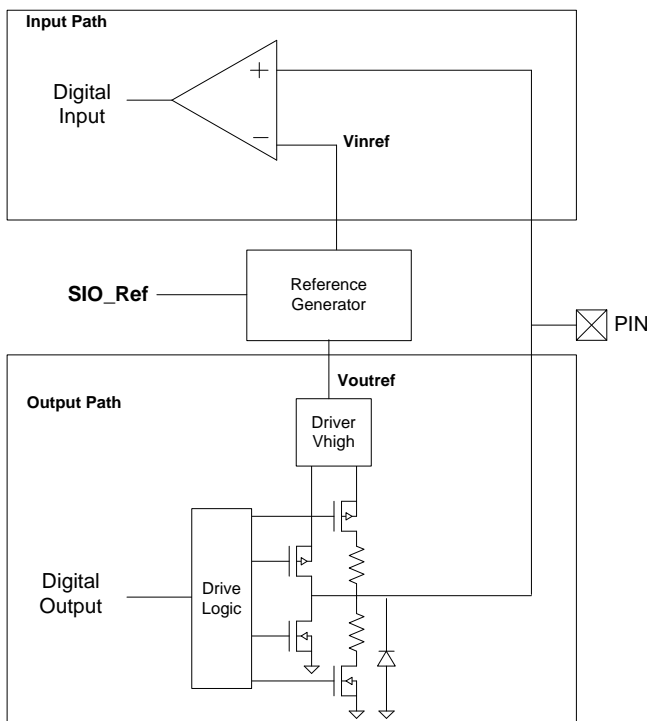 Input Path
Digital
Input
+
−
Vinref
SIO_Ref
Reference
Generator
PIN
Voutref
Output Path
Driver
Vhigh
Digital
Output
Drive
Logic